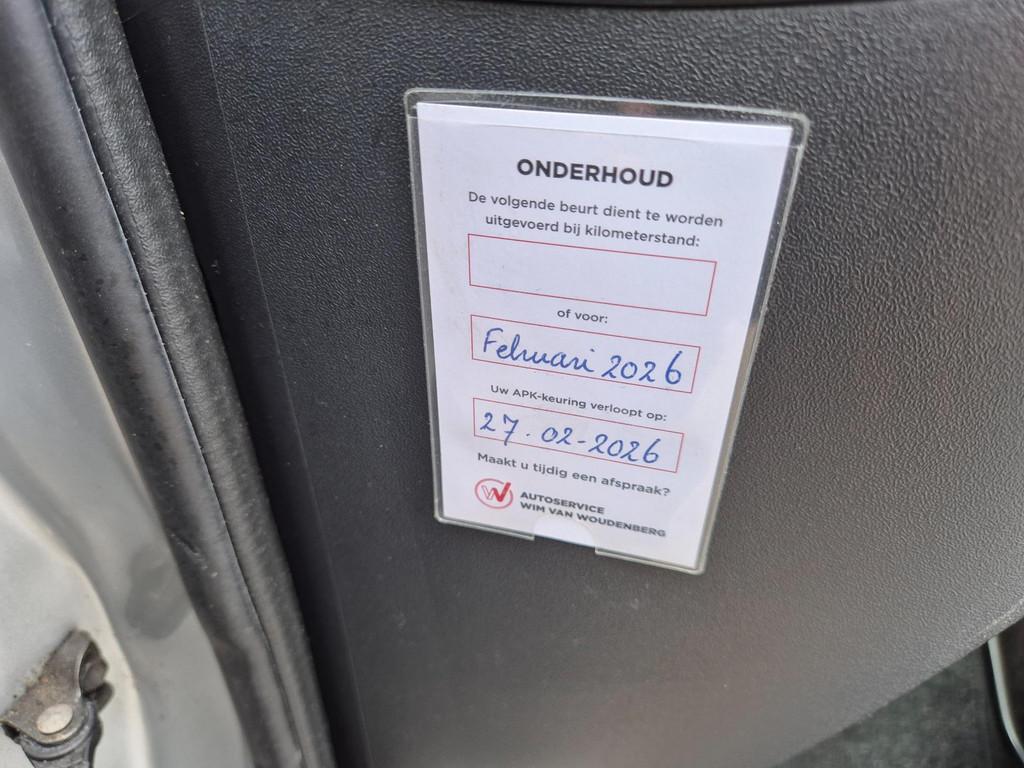 ONDERHOUD
De volgende beurt dient te worden
uitgevoerd bij kilometerstand:
of voor:
Februari 2026
Uw APK-keuring verloopt op:
27.02-2026
Maakt u tijdig een afspraak?
AUTOSERVICE
WIM VAN WOUDENBERG